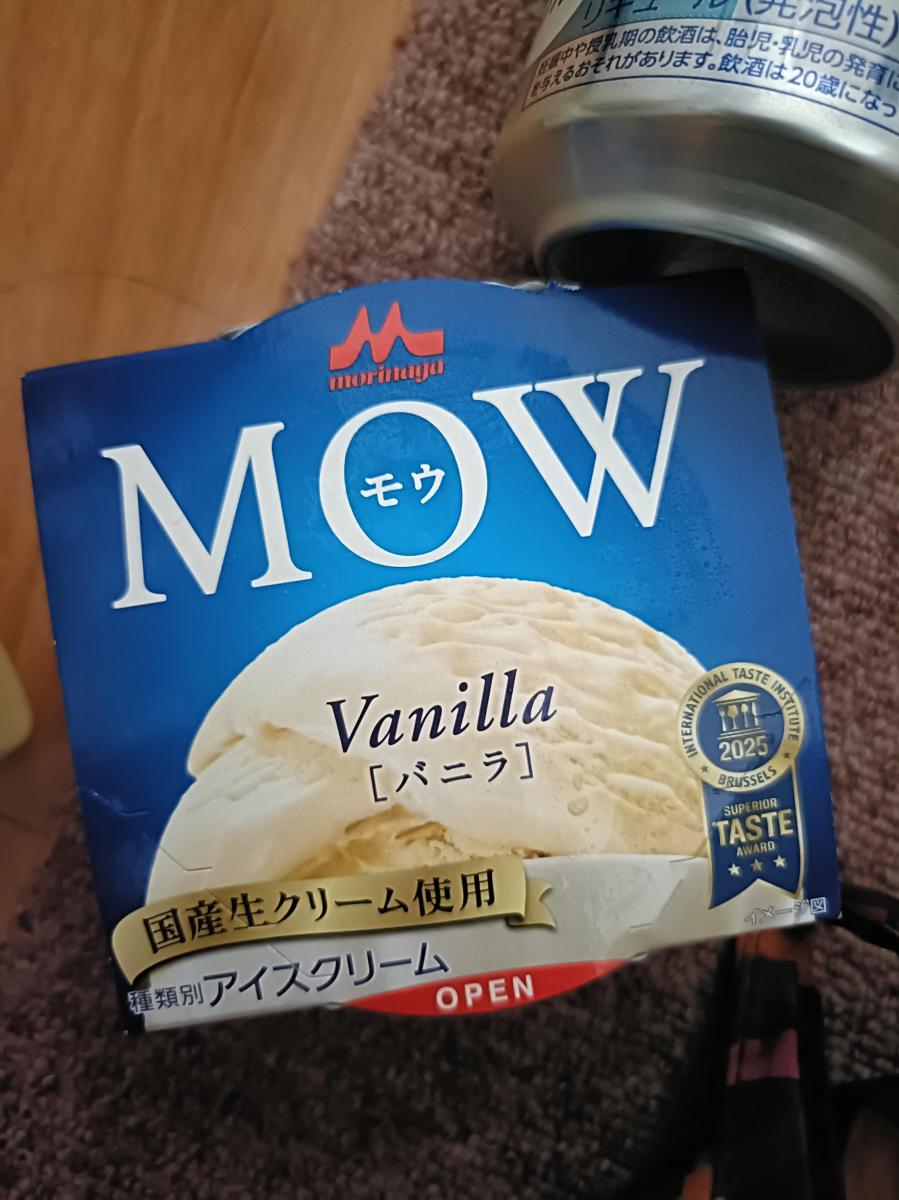 リキュール(発泡性)
妊娠中や授乳期の飲酒は、胎児・乳児の発育に
を与えるおそれがあります。飲酒は20歳になっ
morinaga
MOW
モウ
Vanilla
[バニラ]
INTERNATIONAL TASTE INSTITUTE
2025
BRUSSELS
SUPERIOR
TASTE
AWARD
国産生クリーム使用
イメージ図
種類別アイスクリーム
OPEN